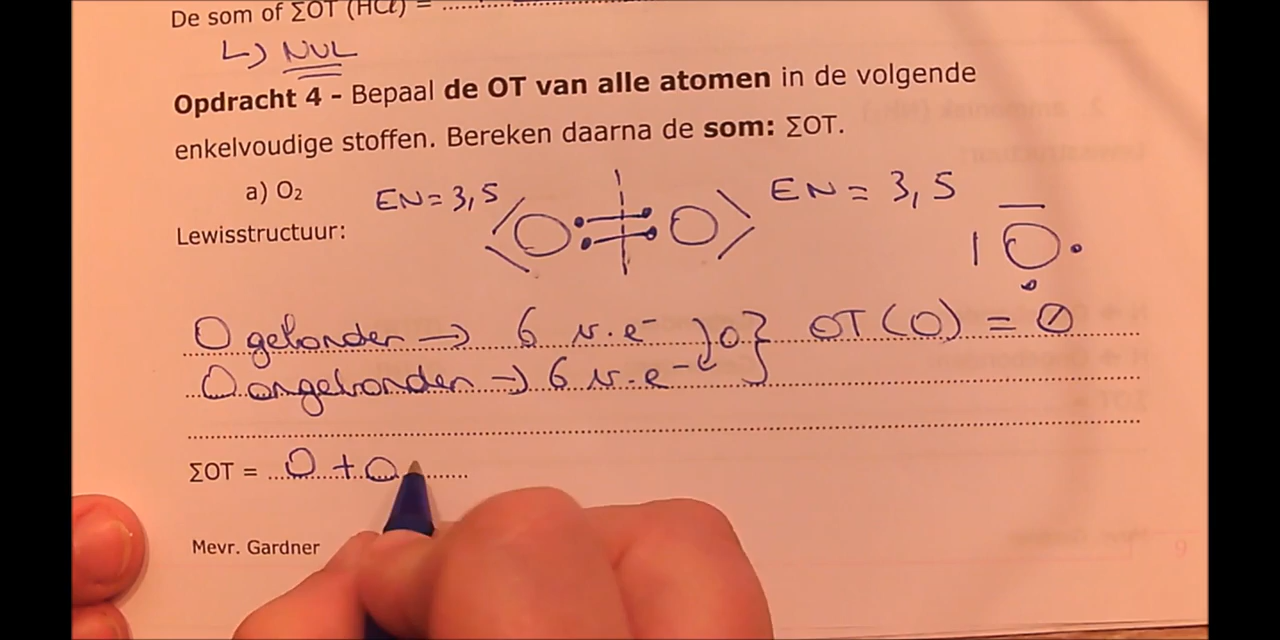 De som of ΣOT (HCl) = ....................
↳ NUL
Opdracht 4 - Bepaal de OT van alle atomen in de volgende
enkelvoudige stoffen. Bereken daarna de som: ΣOT.
a) O₂
EN = 3,5
O
O
EN = 3,5
Lewisstructuur:
O
O gebonden → 6 v.e⁻
0
OT (O) = 0
O ongebonden → 6 v.e⁻
ΣOT = 0 + 0
Mevr. Gardner
9